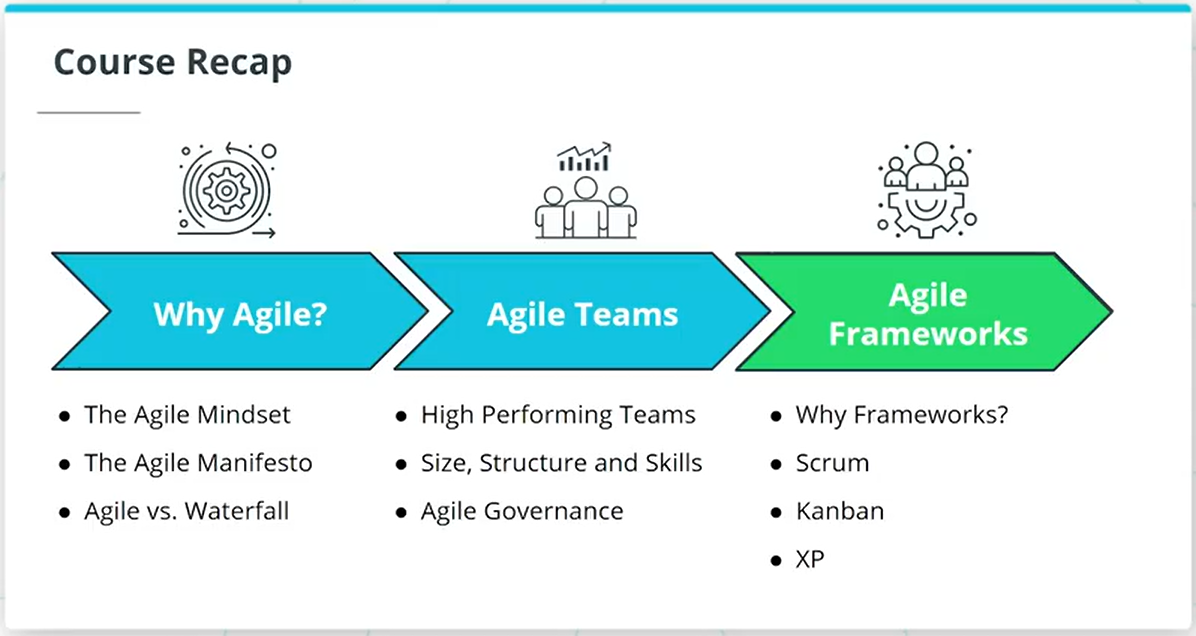 Course Recap
Why Agile?
Agile Teams
Agile
Frameworks
The Agile Mindset
The Agile Manifesto
Agile vs. Waterfall
High Performing Teams
Size, Structure and Skills
Agile Governance
Why Frameworks?
Scrum
Kanban
XP